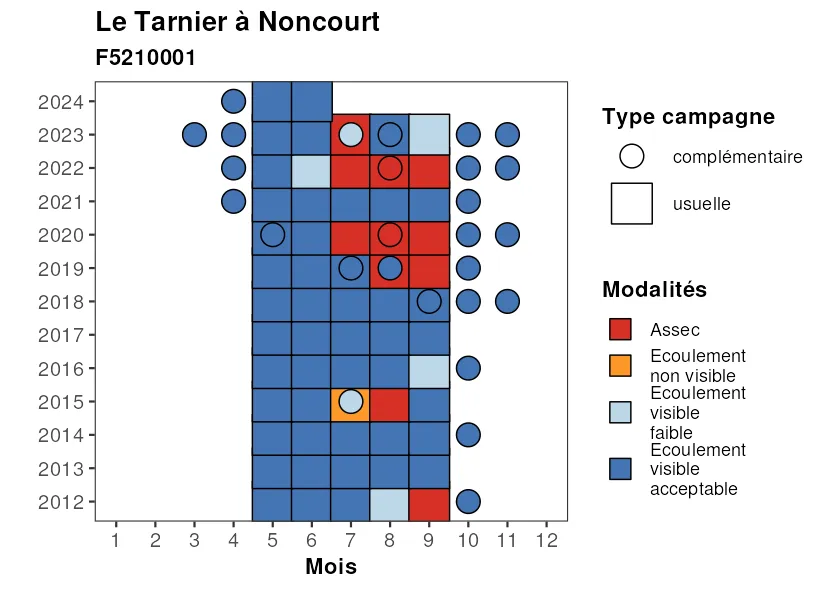 Le Tarnier à Noncourt
F5210001
2024
2023
2022
2021
2020
2019
2018
2017
2016
2015
2014
2013
2012
1 2 3 4 5 6 7 8 9 10 11 12
Mois
Type campagne
complémentaire
usuelle
Modalités
Assec
Ecoulement
non visible
Ecoulement
visible
faible
Ecoulement
visible
acceptable